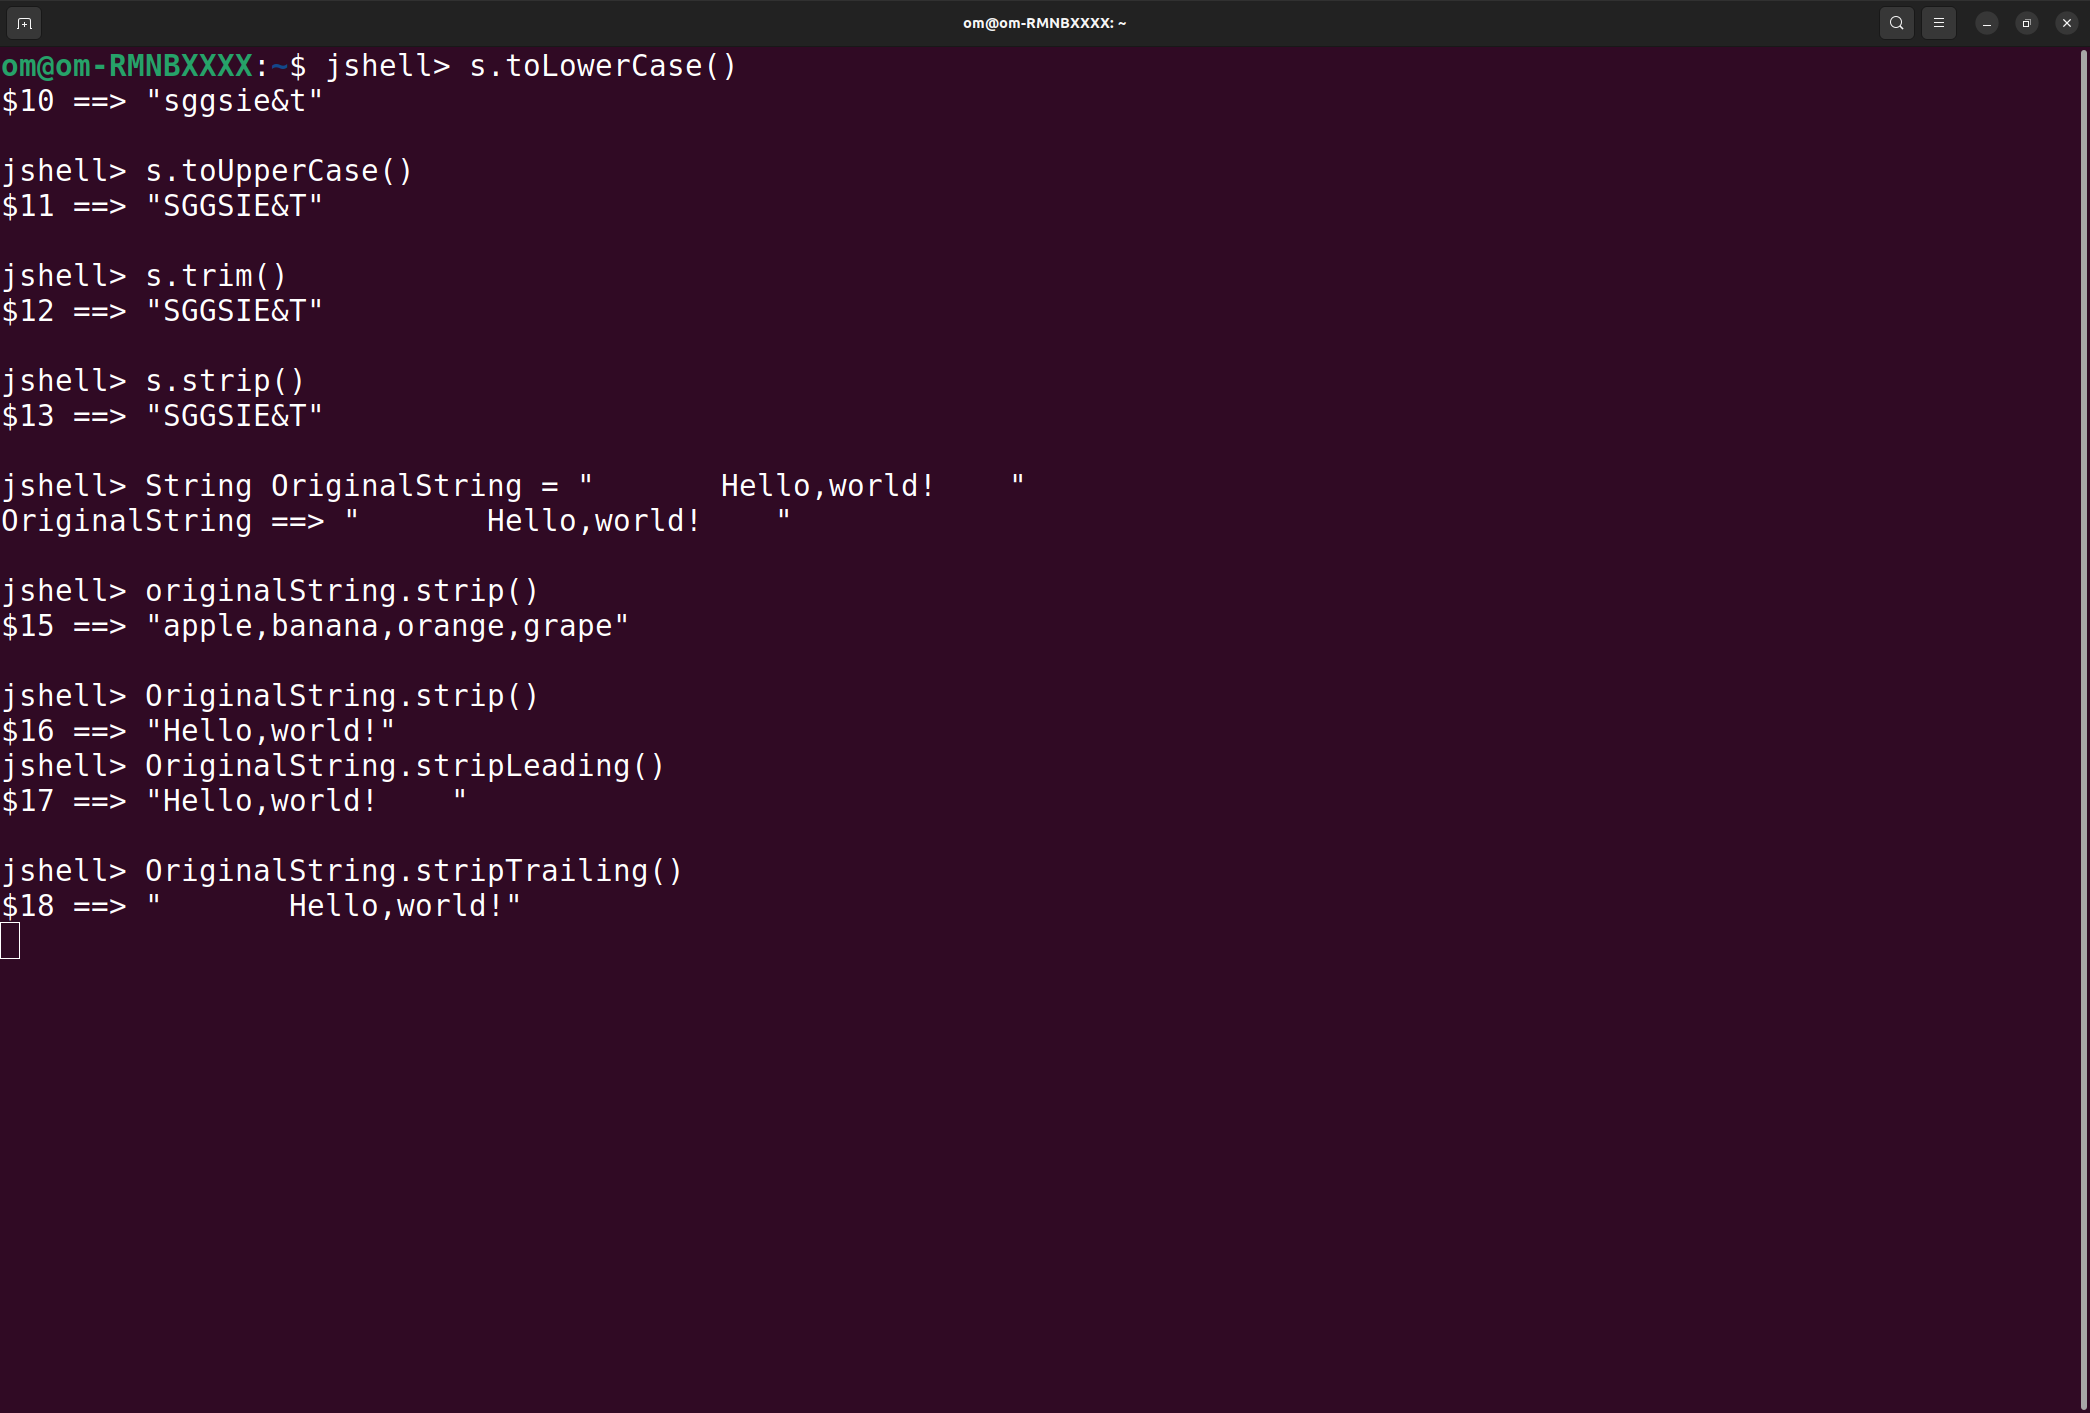 om@om-RMNBXXXX: ~
om@om-RMNBXXXX:~$ jshell> s.toLowerCase()
$10 ==> "sggsie&t"
jshell> s.toUpperCase()
$11 ==> "SGGSIE&T"
jshell> s.trim()
$12 ==> "SGGSIE&T"
jshell> s.strip()
$13 ==> "SGGSIE&T"
jshell> String OriginalString = "       Hello,world!    "
OriginalString ==> "       Hello,world!    "
jshell> originalString.strip()
$15 ==> "apple,banana,orange,grape"
jshell> OriginalString.strip()
$16 ==> "Hello,world!"
jshell> OriginalString.stripLeading()
$17 ==> "Hello,world!    "
jshell> OriginalString.stripTrailing()
$18 ==> "       Hello,world!"